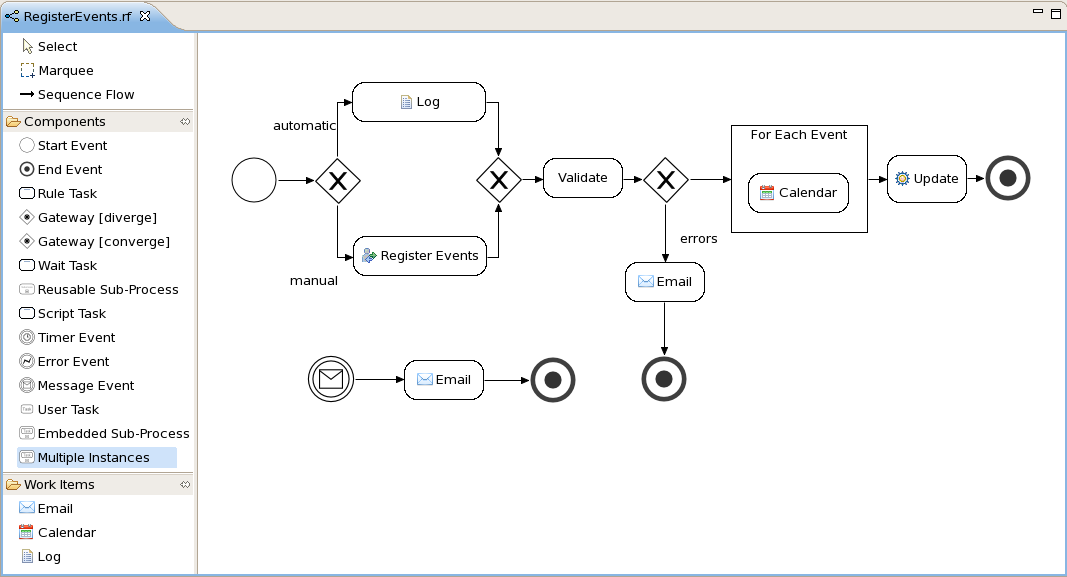 RegisterEvents.rf
Select
Marquee
Sequence Flow
Components
Start Event
End Event
Rule Task
Gateway [diverge]
Gateway [converge]
Wait Task
Reusable Sub-Process
Script Task
Timer Event
Error Event
Message Event
User Task
Embedded Sub-Process
Multiple Instances
Work Items
Email
Calendar
Log
automatic
Log
manual
Register Events
Validate
errors
Email
For Each Event
Calendar
Update
Email